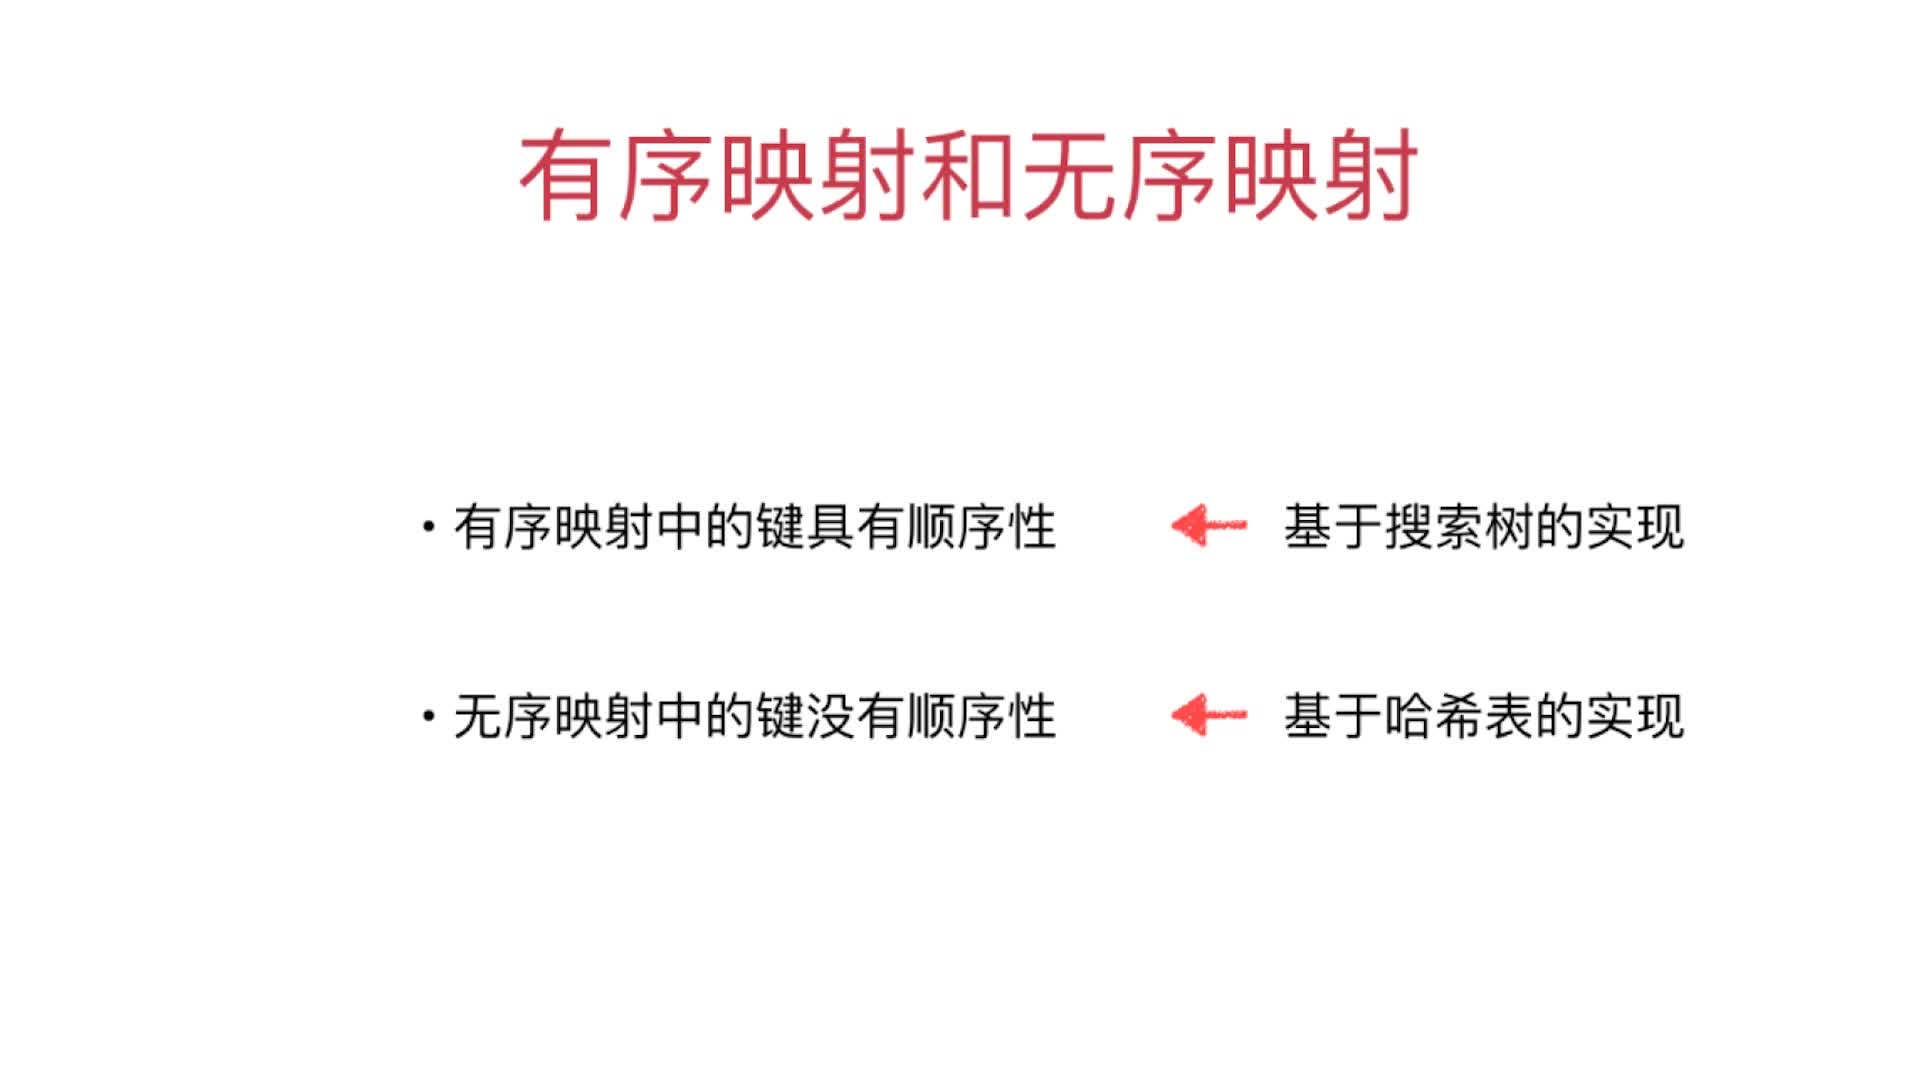 有序映射和无序映射
• 有序映射中的键具有顺序性 基于搜索树的实现
• 无序映射中的键没有顺序性 基于哈希表的实现